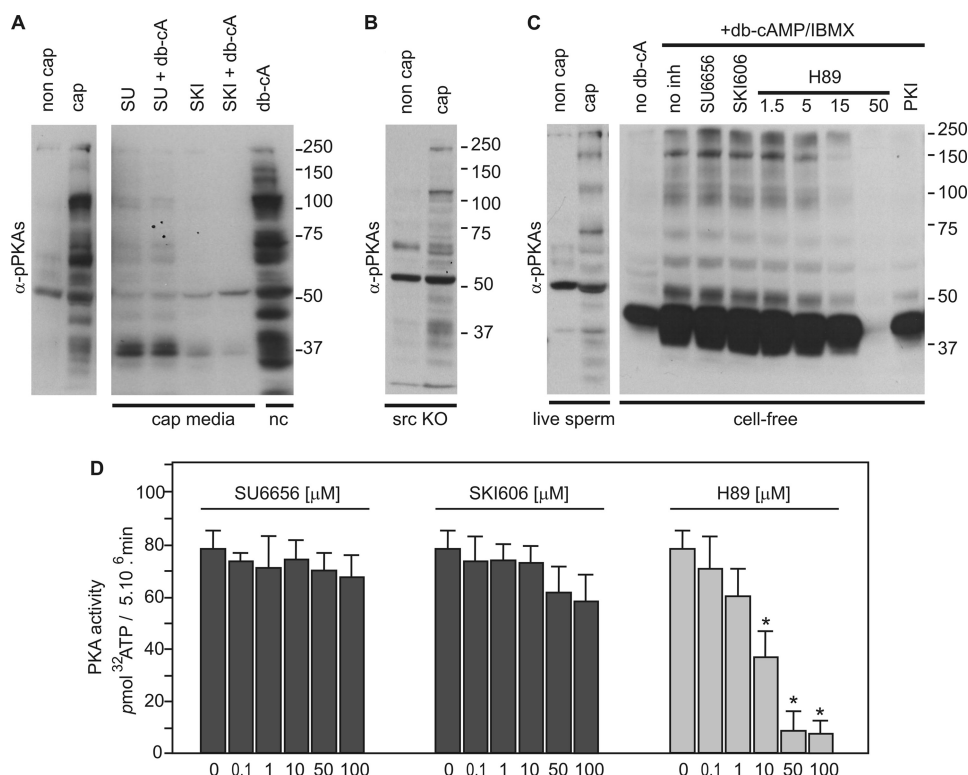 A
non cap
cap
SU
SU + db-cA
SKI
SKI + db-cA
db-cA
α-pPKAs
250
150
100
75
50
37
cap media
nc
B
non cap
cap
α-pPKAs
250
150
100
75
50
37
src KO
C
+db-cAMP/IBMX
non cap
cap
no db-cA
no inh
SU6656
SKI606
H89
1.5 5 15 50
PKI
α-pPKAs
250
150
100
75
50
37
live sperm
cell-free
D
PKA activity
pmol ³²ATP / 5.10 ⁶.min
100
80
60
40
20
0
SU6656 [μM]
SKI606 [μM]
H89 [μM]
* * *
0 0.1 1 10 50 100
0 0.1 1 10 50 100
0 0.1 1 10 50 100